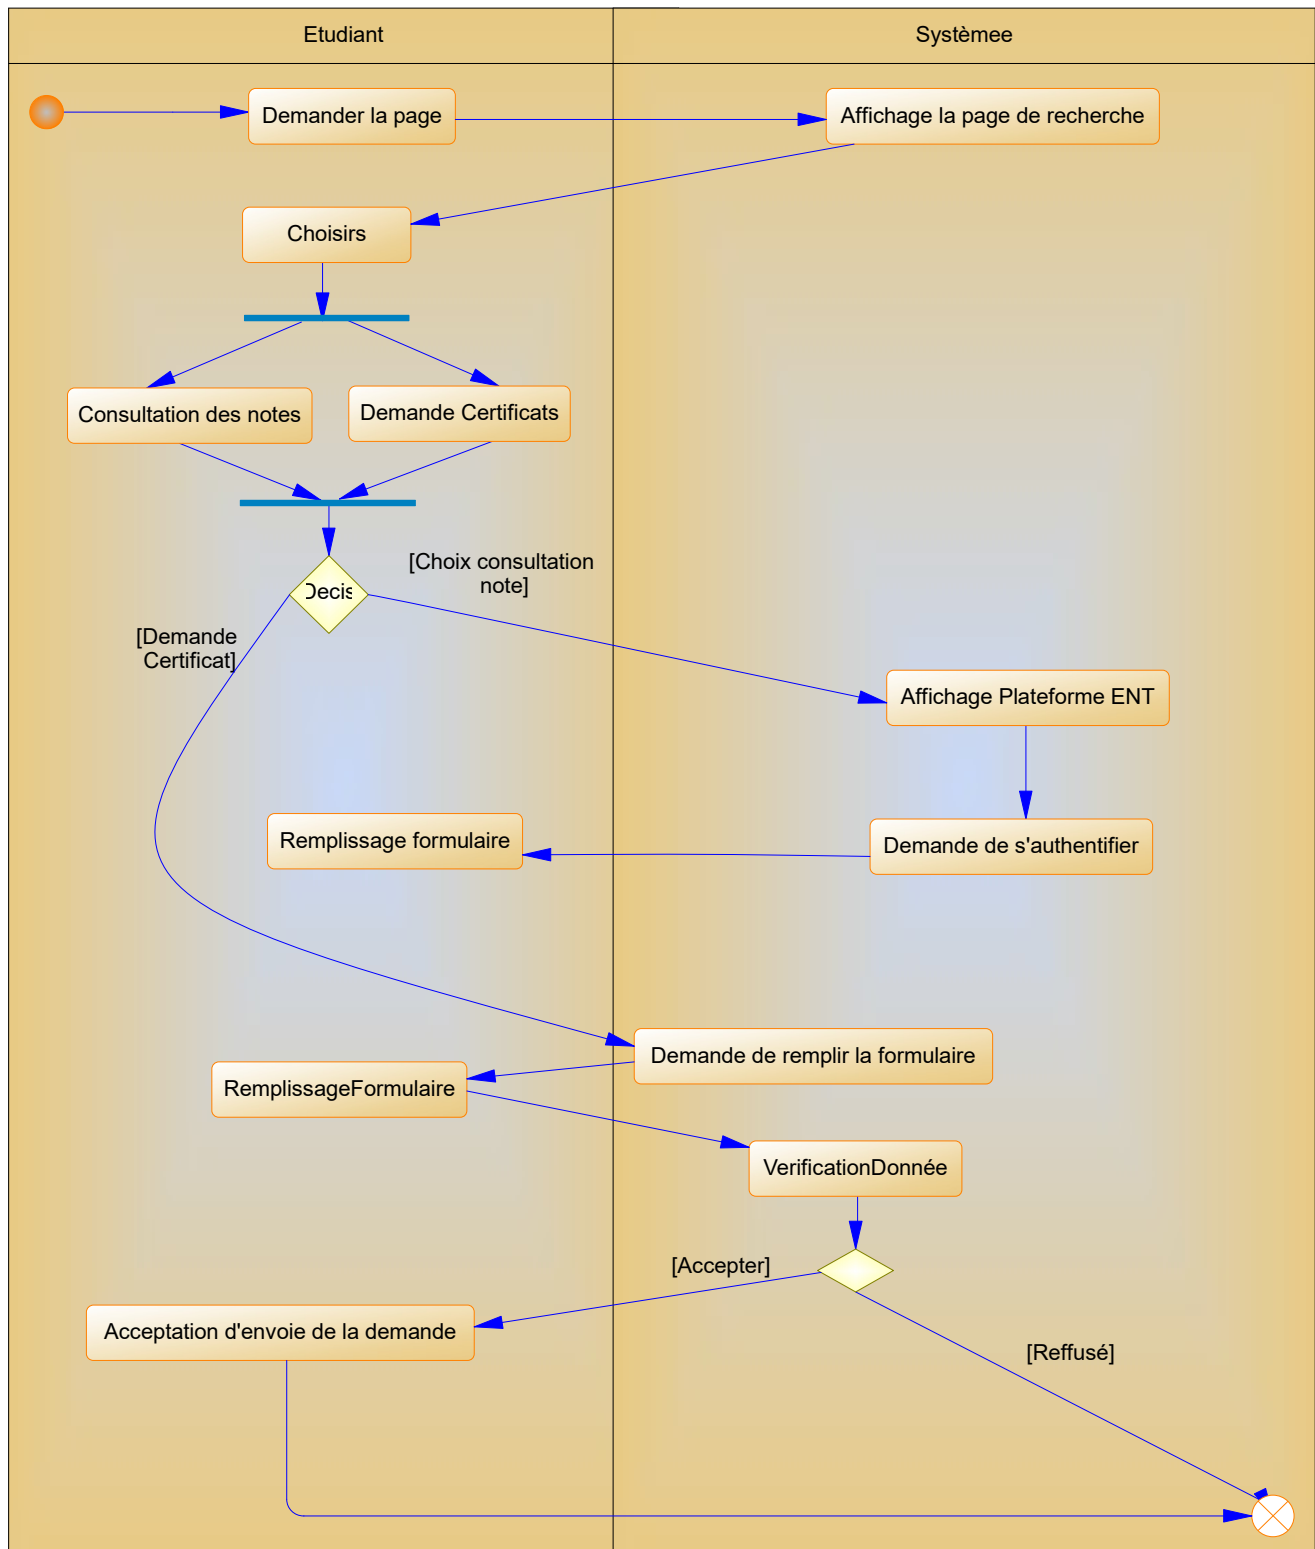 Etudiant
Systèmee
Demander la page
Affichage la page de recherche
Choisirs
Consultation des notes
Demande Certificats
[Choix consultation
note]
Decis
[Demande
Certificat]
Affichage Plateforme ENT
Remplissage formulaire
Demande de s'authentifier
Demande de remplir la formulaire
RemplissageFormulaire
VerificationDonnée
[Accepter]
Acceptation d'envoie de la demande
[Reffusé]